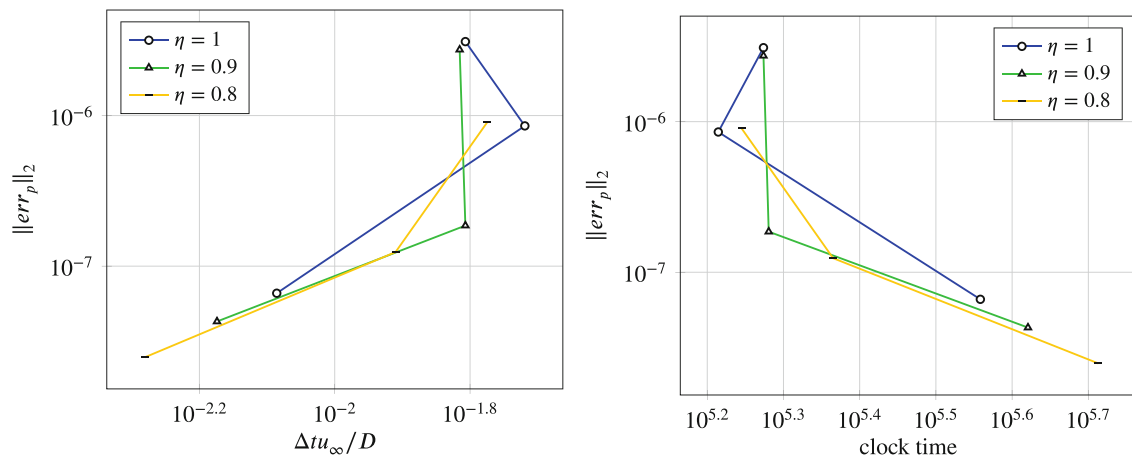 η = 1
η = 0.9
η = 0.8
10^{-6}
10^{-7}
||err_p||_2
10^{-2.2} 10^{-2} 10^{-1.8}
Δtu_∞/D
η = 1
η = 0.9
η = 0.8
10^{-6}
10^{-7}
||err_p||_2
10^{5.2} 10^{5.3} 10^{5.4} 10^{5.5} 10^{5.6} 10^{5.7}
clock time